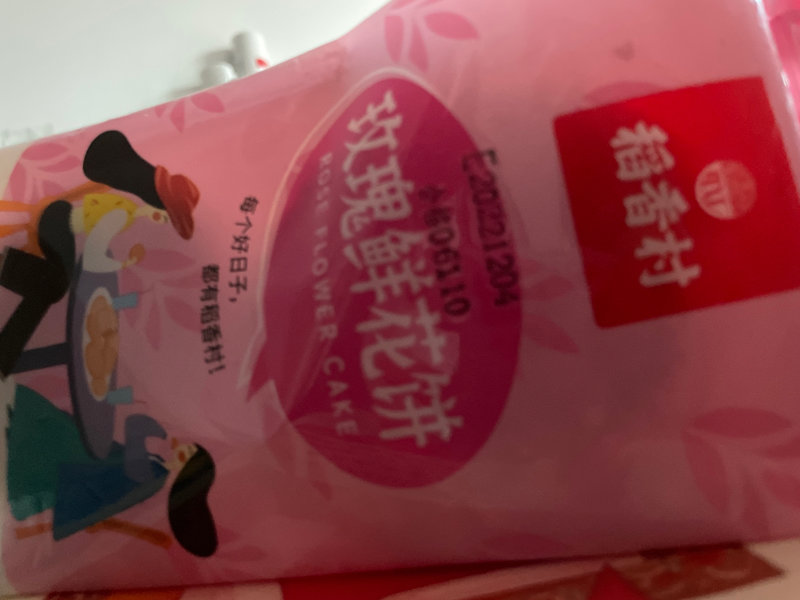 稻香村
E20221204
小铭06110
玫瑰鲜花饼
ROSE FLOWER CAKE
每个好日子，
都有稻香村！